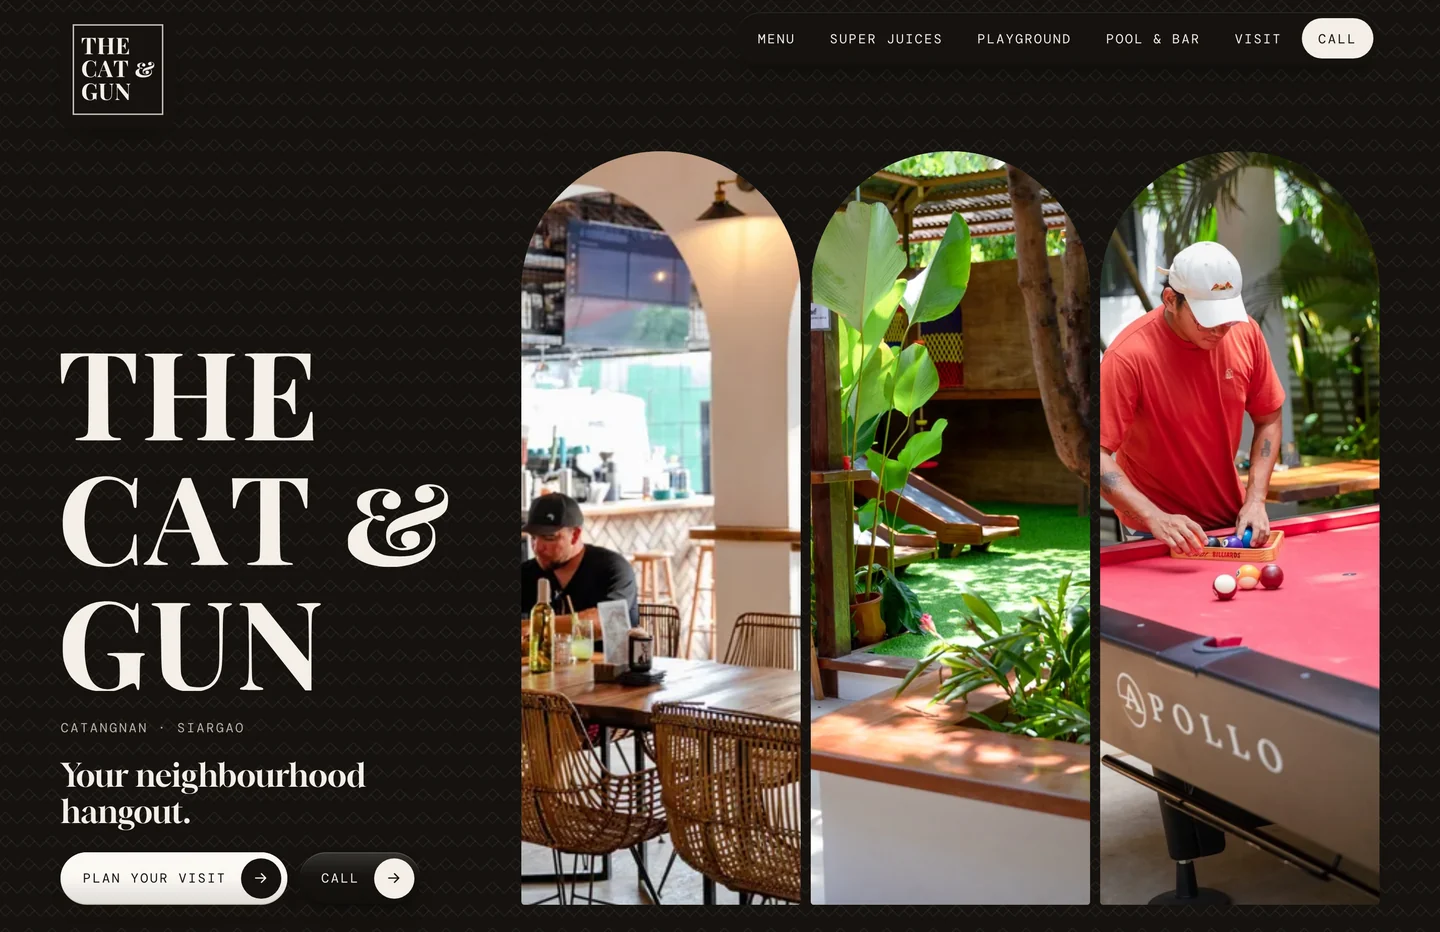 THE
CAT &
GUN
MENU
SUPER JUICES
PLAYGROUND
POOL & BAR
VISIT
CALL
THE
CAT &
GUN
CATANGNAN · SIARGAO
Your neighbourhood
hangout.
PLAN YOUR VISIT
CALL
BILLIARDS
APOLLO